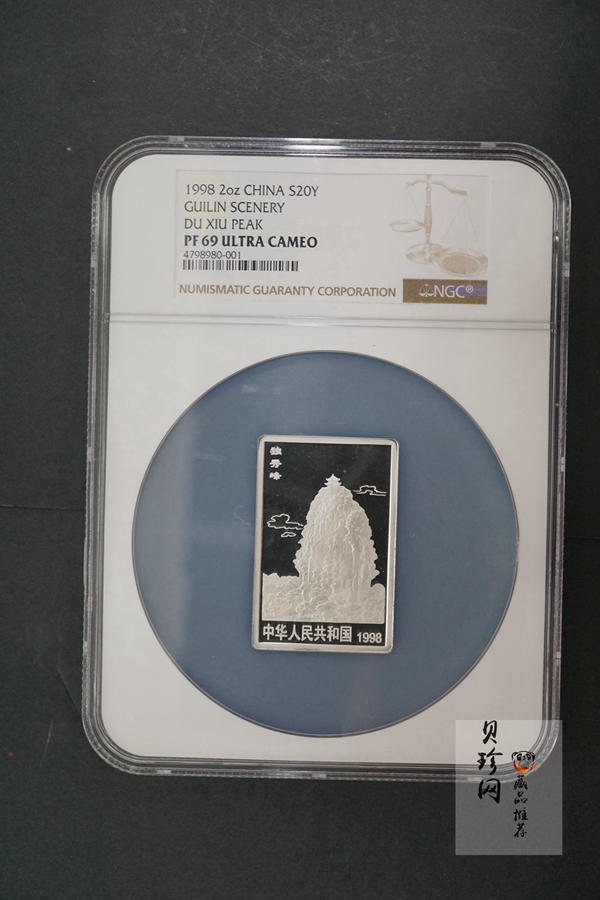 1998 2oz CHINA S20Y
GUILIN SCENERY
DU XIU PEAK
PF 69 ULTRA CAMEO
4798980-001
NUMISMATIC GUARANTY CORPORATION
NGC®
独秀峰
中华人民共和国 1998
贝珍网
藏品推荐